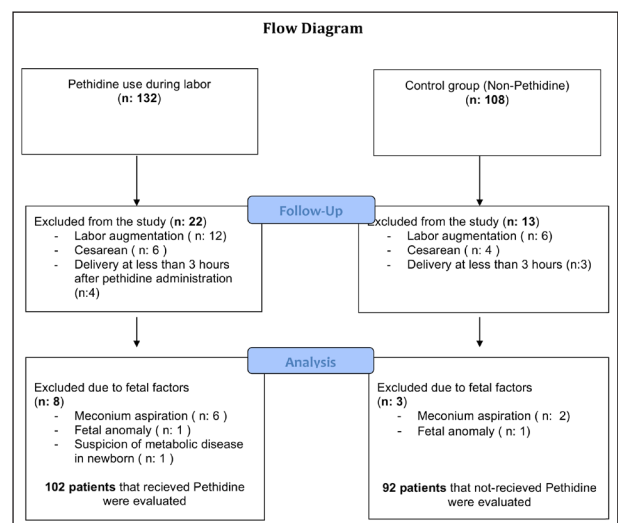 Flow Diagram
Pethidine use during labor
(n: 132)
Control group (Non-Pethidine)
(n: 108)
Follow-Up
Excluded from the study (n: 22)
- Labor augmentation ( n: 12)
- Cesarean ( n: 6 )
- Delivery at less than 3 hours
after pethidine administration
(n:4)
Excluded from the study (n: 13)
- Labor augmentation ( n: 6)
- Cesarean ( n: 4 )
- Delivery at less than 3 hours (n:3)
Analysis
Excluded due to fetal factors
(n: 8)
- Meconium aspiration ( n: 6 )
- Fetal anomaly ( n: 1 )
- Suspicion of metabolic disease
in newborn ( n: 1 )
102 patients that recieved Pethidine
were evaluated
Excluded due to fetal factors
(n: 3)
- Meconium aspiration ( n: 2)
- Fetal anomaly ( n: 1)
92 patients that not-recieved Pethidine
were evaluated